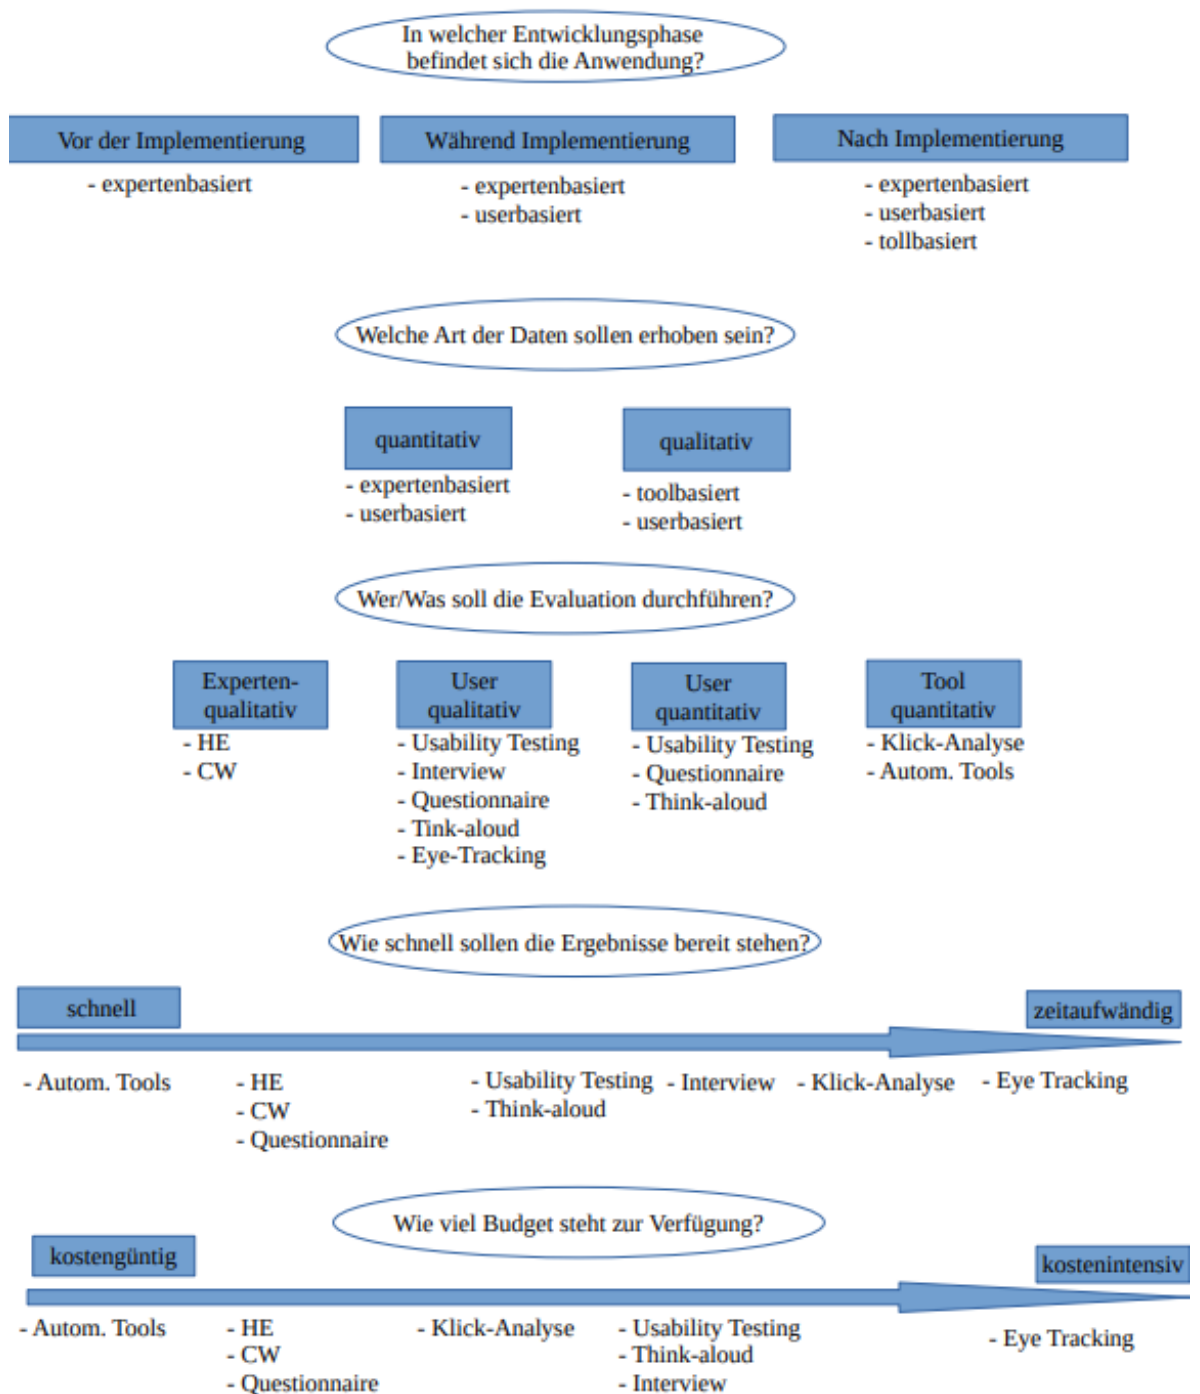 In welcher Entwicklungsphase
befindet sich die Anwendung?
Vor der Implementierung
- expertenbasiert
Während Implementierung
- expertenbasiert
- userbasiert
Nach Implementierung
- expertenbasiert
- userbasiert
- tollbasiert
Welche Art der Daten sollen erhoben sein?
quantitativ
- expertenbasiert
- userbasiert
qualitativ
- toolbasiert
- userbasiert
Wer/Was soll die Evaluation durchführen?
Experten-
qualitativ
- HE
- CW
User
qualitativ
- Usability Testing
- Interview
- Questionnaire
- Tink-aloud
- Eye-Tracking
User
quantitativ
- Usability Testing
- Questionnaire
- Think-aloud
Tool
quantitativ
- Klick-Analyse
- Autom. Tools
Wie schnell sollen die Ergebnisse bereit stehen?
schnell
zeitaufwändig
- Autom. Tools
- HE
- CW
- Questionnaire
- Usability Testing
- Think-aloud
- Interview
- Klick-Analyse
- Eye Tracking
Wie viel Budget steht zur Verfügung?
kostengüntig
kostenintensiv
- Autom. Tools
- HE
- CW
- Questionnaire
- Klick-Analyse
- Usability Testing
- Think-aloud
- Interview
- Eye Tracking